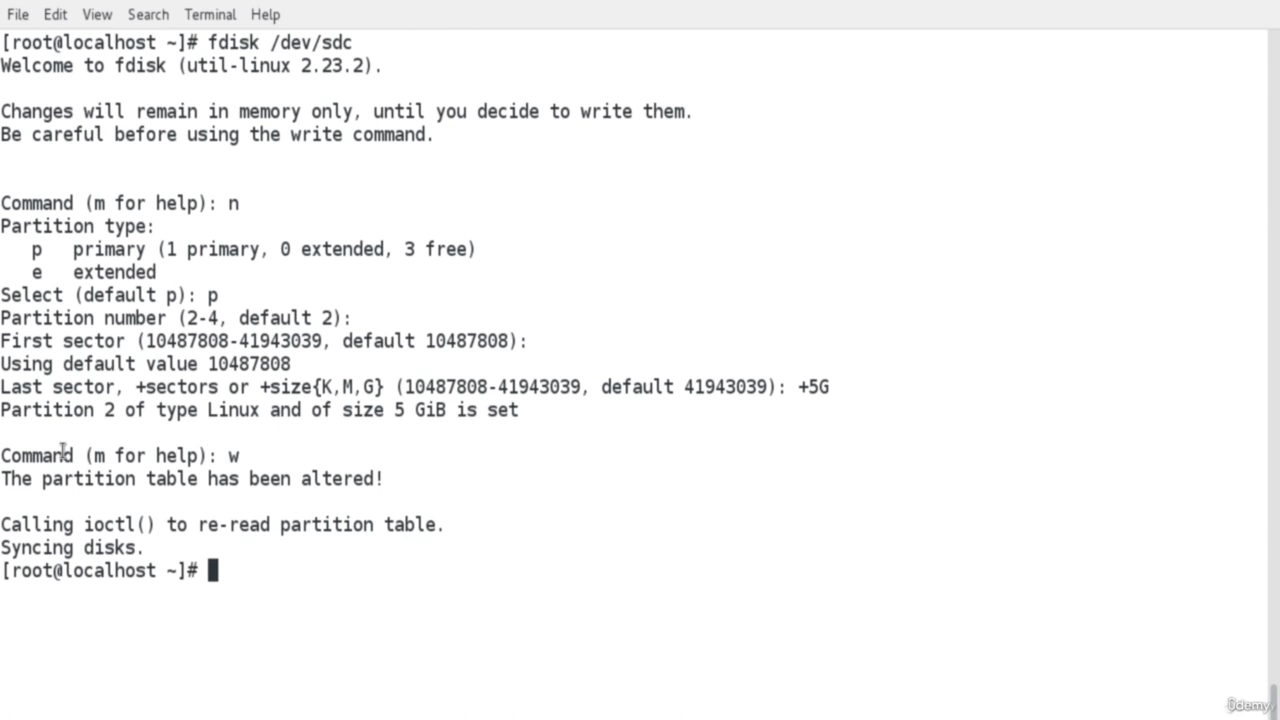 File Edit View Search Terminal Help
[root@localhost ~]# fdisk /dev/sdc
Welcome to fdisk (util-linux 2.23.2).
Changes will remain in memory only, until you decide to write them.
Be careful before using the write command.
Command (m for help): n
Partition type:
   p   primary (1 primary, 0 extended, 3 free)
   e   extended
Select (default p): p
Partition number (2-4, default 2):
First sector (10487808-41943039, default 10487808):
Using default value 10487808
Last sector, +sectors or +size{K,M,G} (10487808-41943039, default 41943039): +5G
Partition 2 of type Linux and of size 5 GiB is set
Command (m for help): w
The partition table has been altered!
Calling ioctl() to re-read partition table.
Syncing disks.
[root@localhost ~]#
Udemy